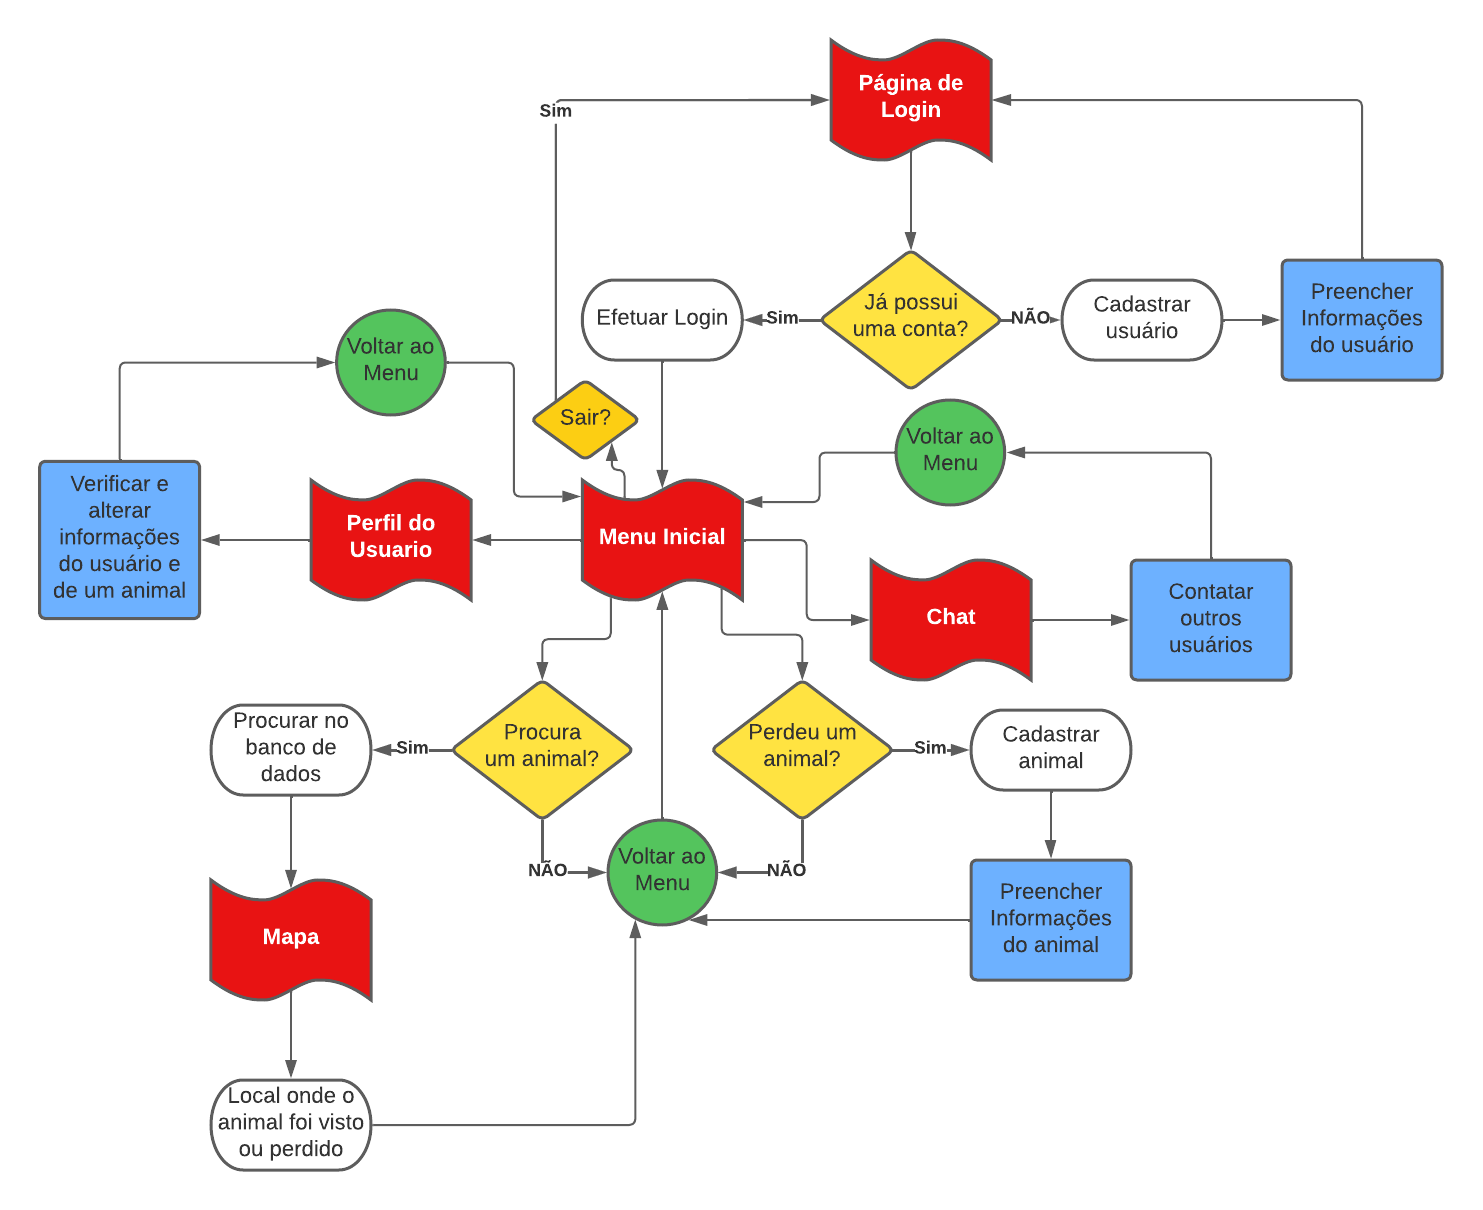 Página de
Login
Sim
Já possui
uma conta?
Sim
NÃO
Efetuar Login
Cadastrar
usuário
Preencher
Informações
do usuário
Voltar ao
Menu
Sair?
Voltar ao
Menu
Verificar e
alterar
informações
do usuário e
de um animal
Perfil do
Usuario
Menu Inicial
Chat
Contatar
outros
usuários
Procurar no
banco de
dados
Sim
Procura
um animal?
Perdeu um
animal?
Sim
Cadastrar
animal
NÃO
Voltar ao
Menu
NÃO
Preencher
Informações
do animal
Mapa
Local onde o
animal foi visto
ou perdido